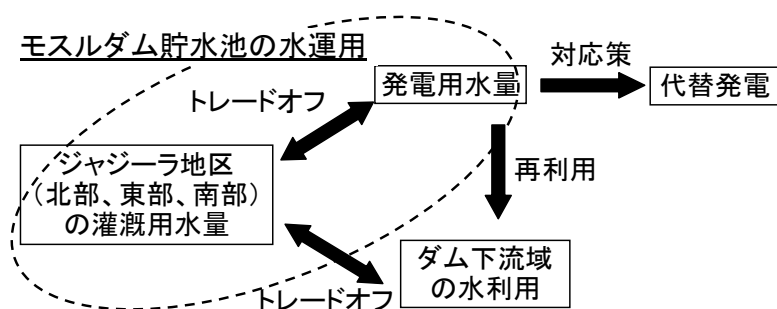 モスルダム貯水池の水運用
対応策
発電用水量
代替発電
トレードオフ
ジャジーラ地区
（北部、東部、南部）
の灌漑用水量
再利用
ダム下流域
の水利用
トレードオフ